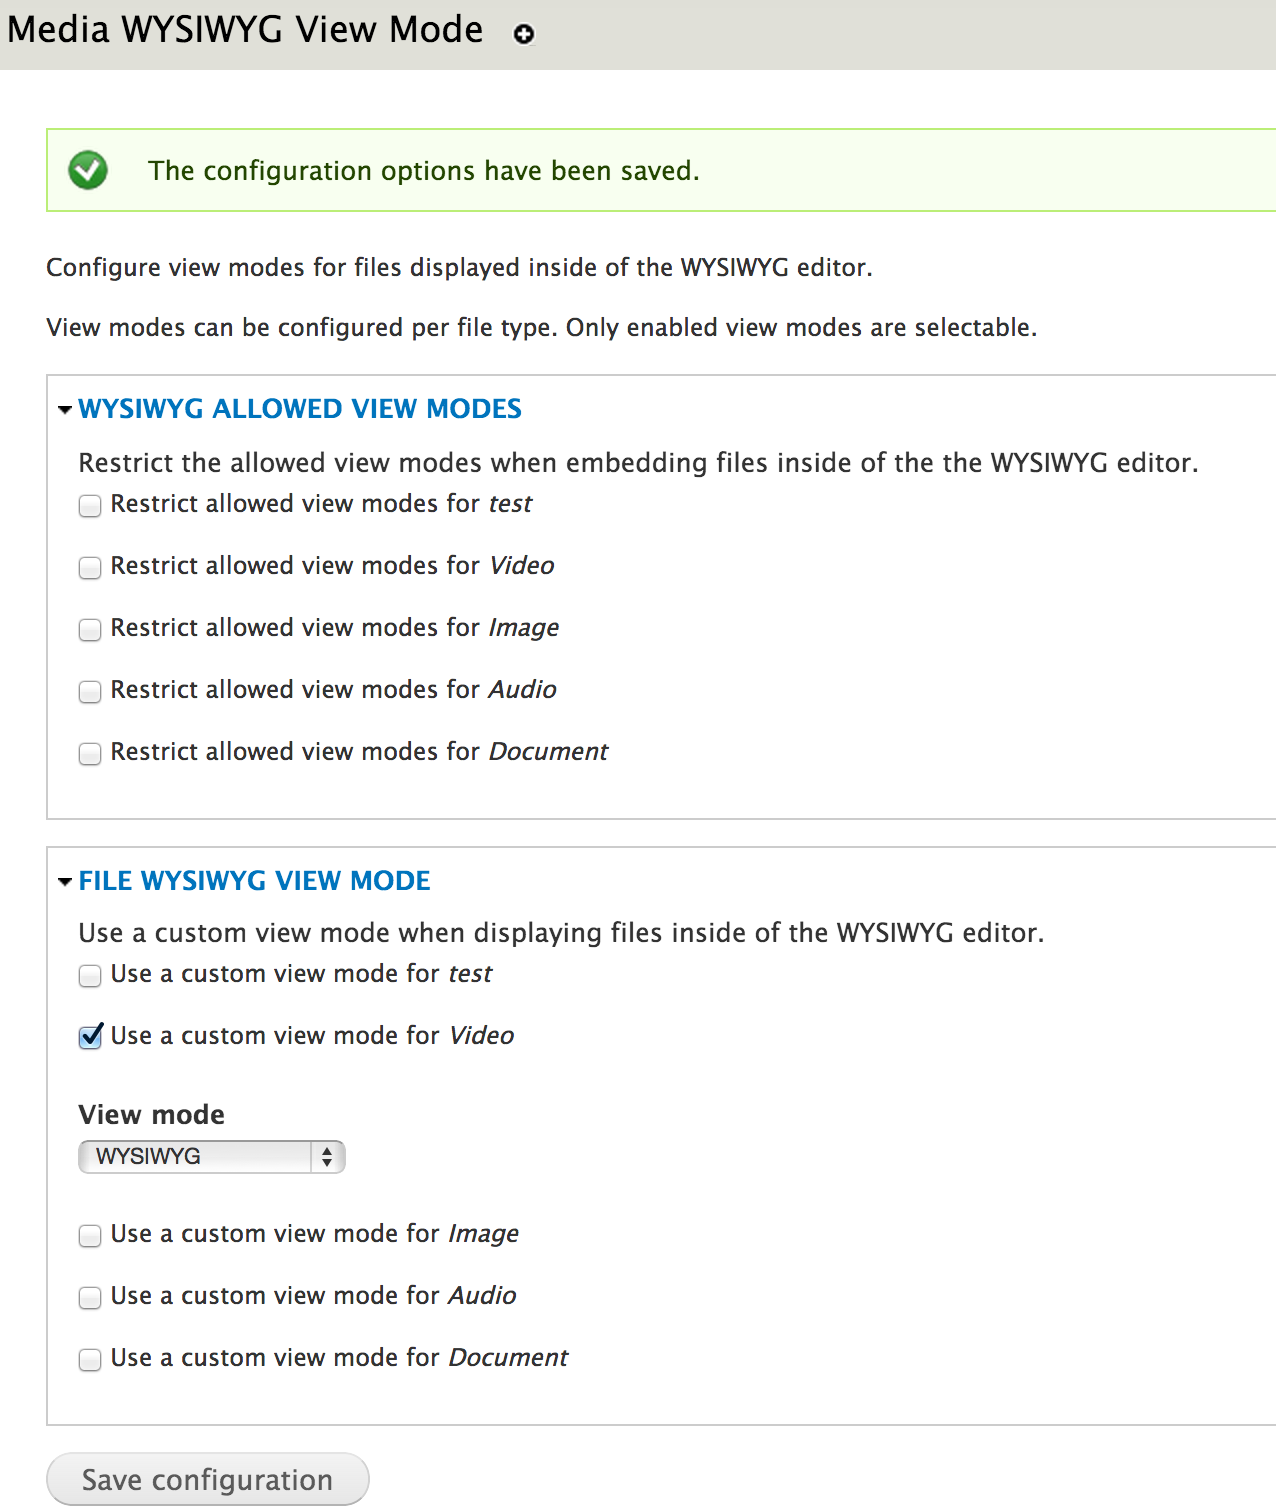 Media WYSIWYG View Mode
The configuration options have been saved.
Configure view modes for files displayed inside of the WYSIWYG editor.
View modes can be configured per file type. Only enabled view modes are selectable.
WYSIWYG ALLOWED VIEW MODES
Restrict the allowed view modes when embedding files inside of the the WYSIWYG editor.
Restrict allowed view modes for test
Restrict allowed view modes for Video
Restrict allowed view modes for Image
Restrict allowed view modes for Audio
Restrict allowed view modes for Document
FILE WYSIWYG VIEW MODE
Use a custom view mode when displaying files inside of the WYSIWYG editor.
Use a custom view mode for test
Use a custom view mode for Video
View mode
WYSIWYG
Use a custom view mode for Image
Use a custom view mode for Audio
Use a custom view mode for Document
Save configuration